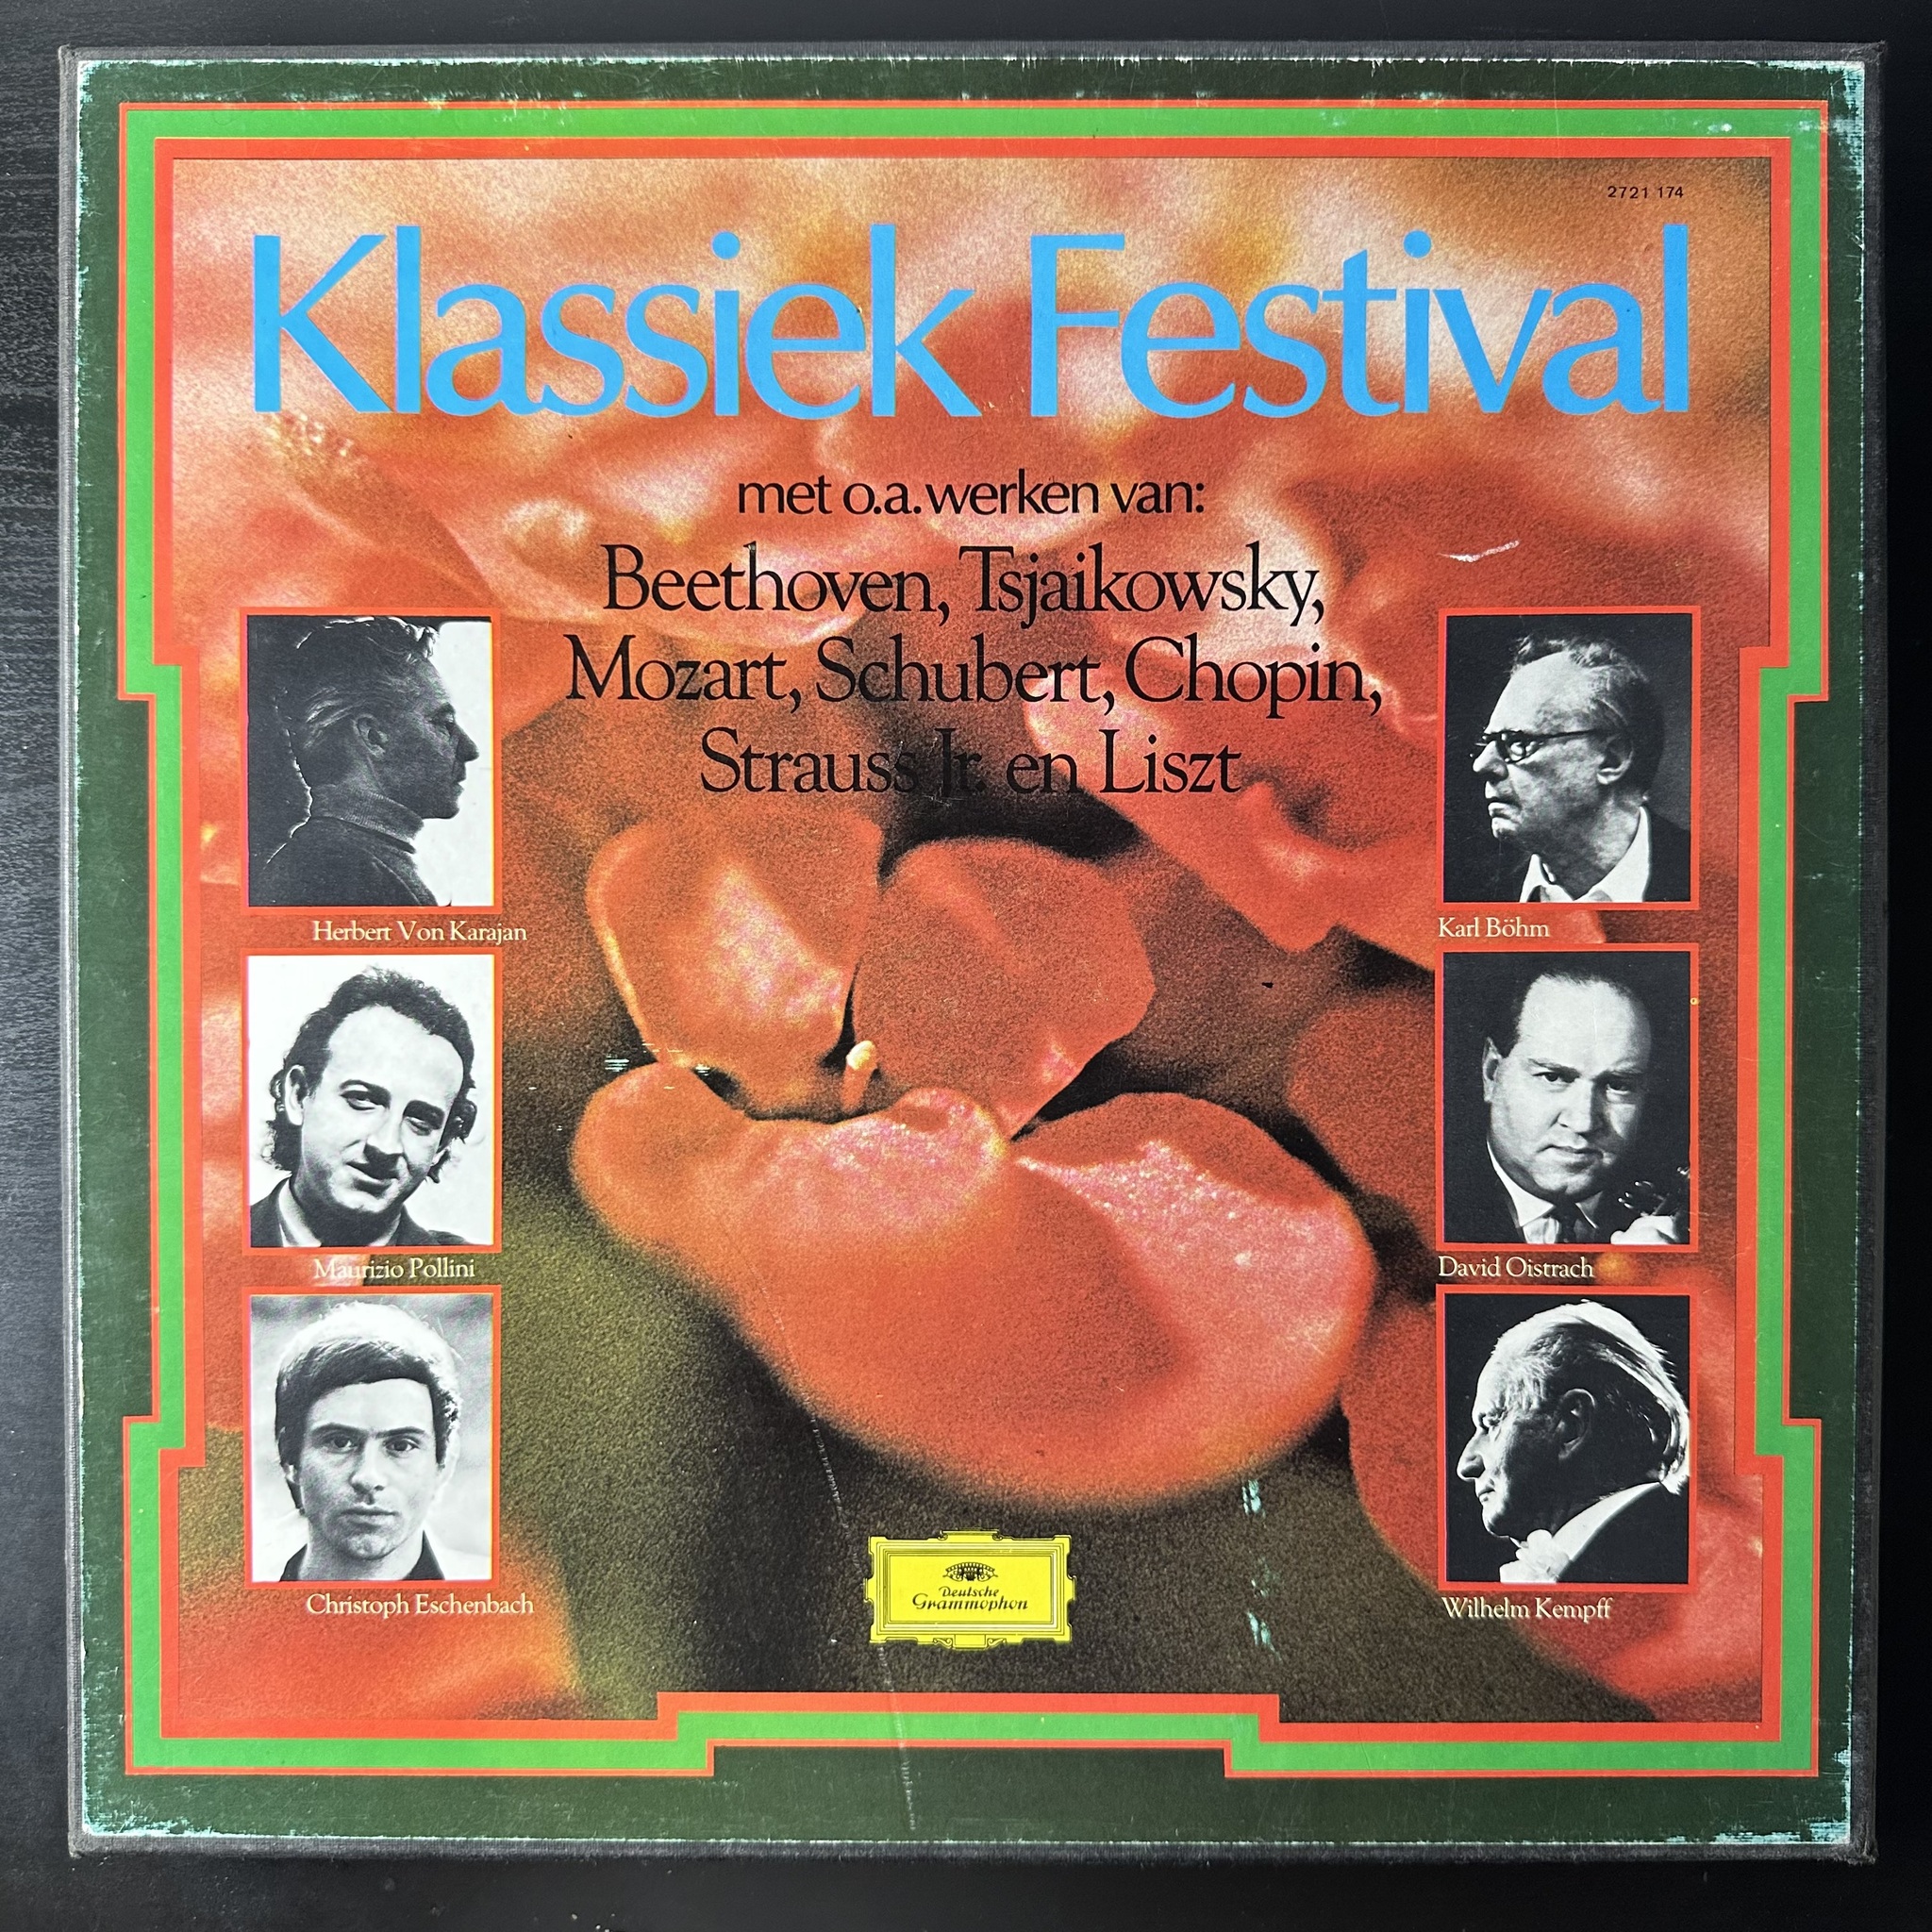 2721 174
Klassiek Festival
met o.a. werken van:
Beethoven, Tsjaikowsky,
Mozart, Schubert, Chopin,
Strauss Jr. en Liszt
Herbert Von Karajan
Karl Böhm
Maurizio Pollini
David Oistrach
Christoph Eschenbach
Wilhelm Kempff
Deutsche
Grammophon